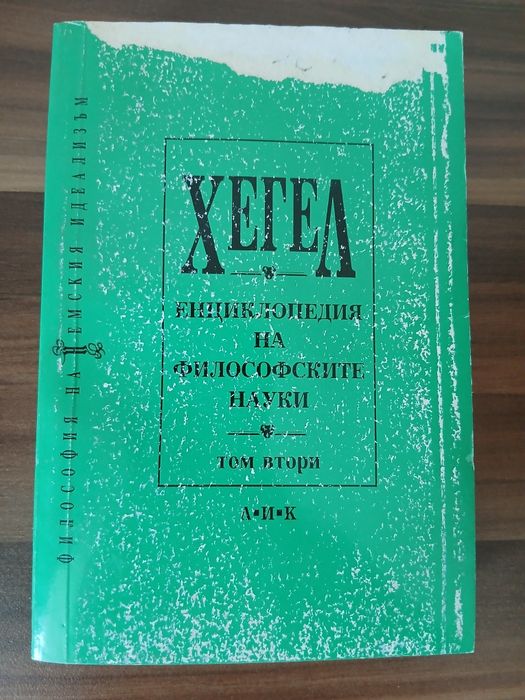 ФИЛОСОФИЯ НА НЕМСКИЯ ИДЕАЛИЗЪМ
ХЕГЕЛ
ЕНЦИКЛОПЕДИЯ
НА
ФИЛОСОФСКИТЕ
НАУКИ
ТОМ ВТОРИ
Л▪И▪К